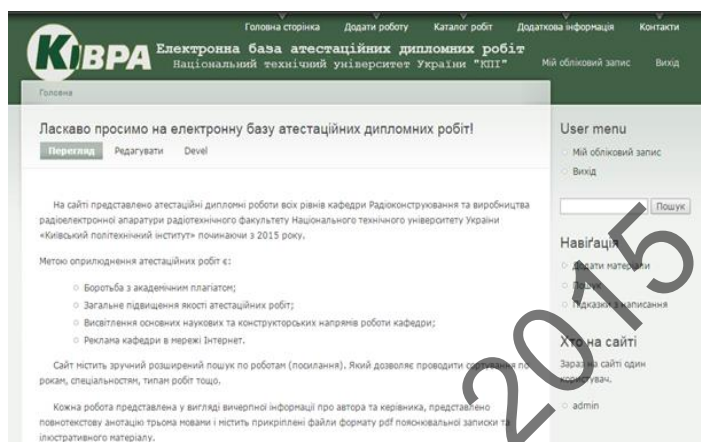 Головна сторінка Додати роботу Каталог робіт Додаткова інформація Контакти
КІВРА
Електронна база атестаційних дипломних робіт
Національний технічний університет України "КПІ"
Мій обліковий запис Вихід
Головна
Ласкаво просимо на електронну базу атестаційних дипломних робіт!
Перегляд Редагувати Devel
На сайті представлено атестаційні дипломні роботи всіх рівнів кафедри Радіоконструювання та виробництва
радіоелектронної апаратури радіотехнічного факультету Національного технічного університету України
«Київський політехнічний інститут» починаючи з 2015 року.
Метою оприлюднення атестаційних робіт є:
Боротьба з академічним плагіатом;
Загальне підвищення якості атестаційних робіт;
Висвітлення основних наукових та конструкторських напрямів роботи кафедри;
Реклама кафедри в мережі Інтернет.
Сайт містить зручний розширений пошук по роботам (посилання). Який дозволяє проводити сортування по
рокам, спеціальностям, типам робіт тощо.
Кожна робота представлена у вигляді вичерпної інформації про автора та керівника, представлено
повнотекстову анотацію трьома мовами і містить прикріплені файли формату pdf пояснювальної записки та
ілюстративного матеріалу.
User menu
Мій обліковий запис
Вихід
Пошук
Навіґація
Додати матеріали
Пошук
Підказки з написання
Хто на сайті
Зараз на сайті один
користувач.
admin
2015